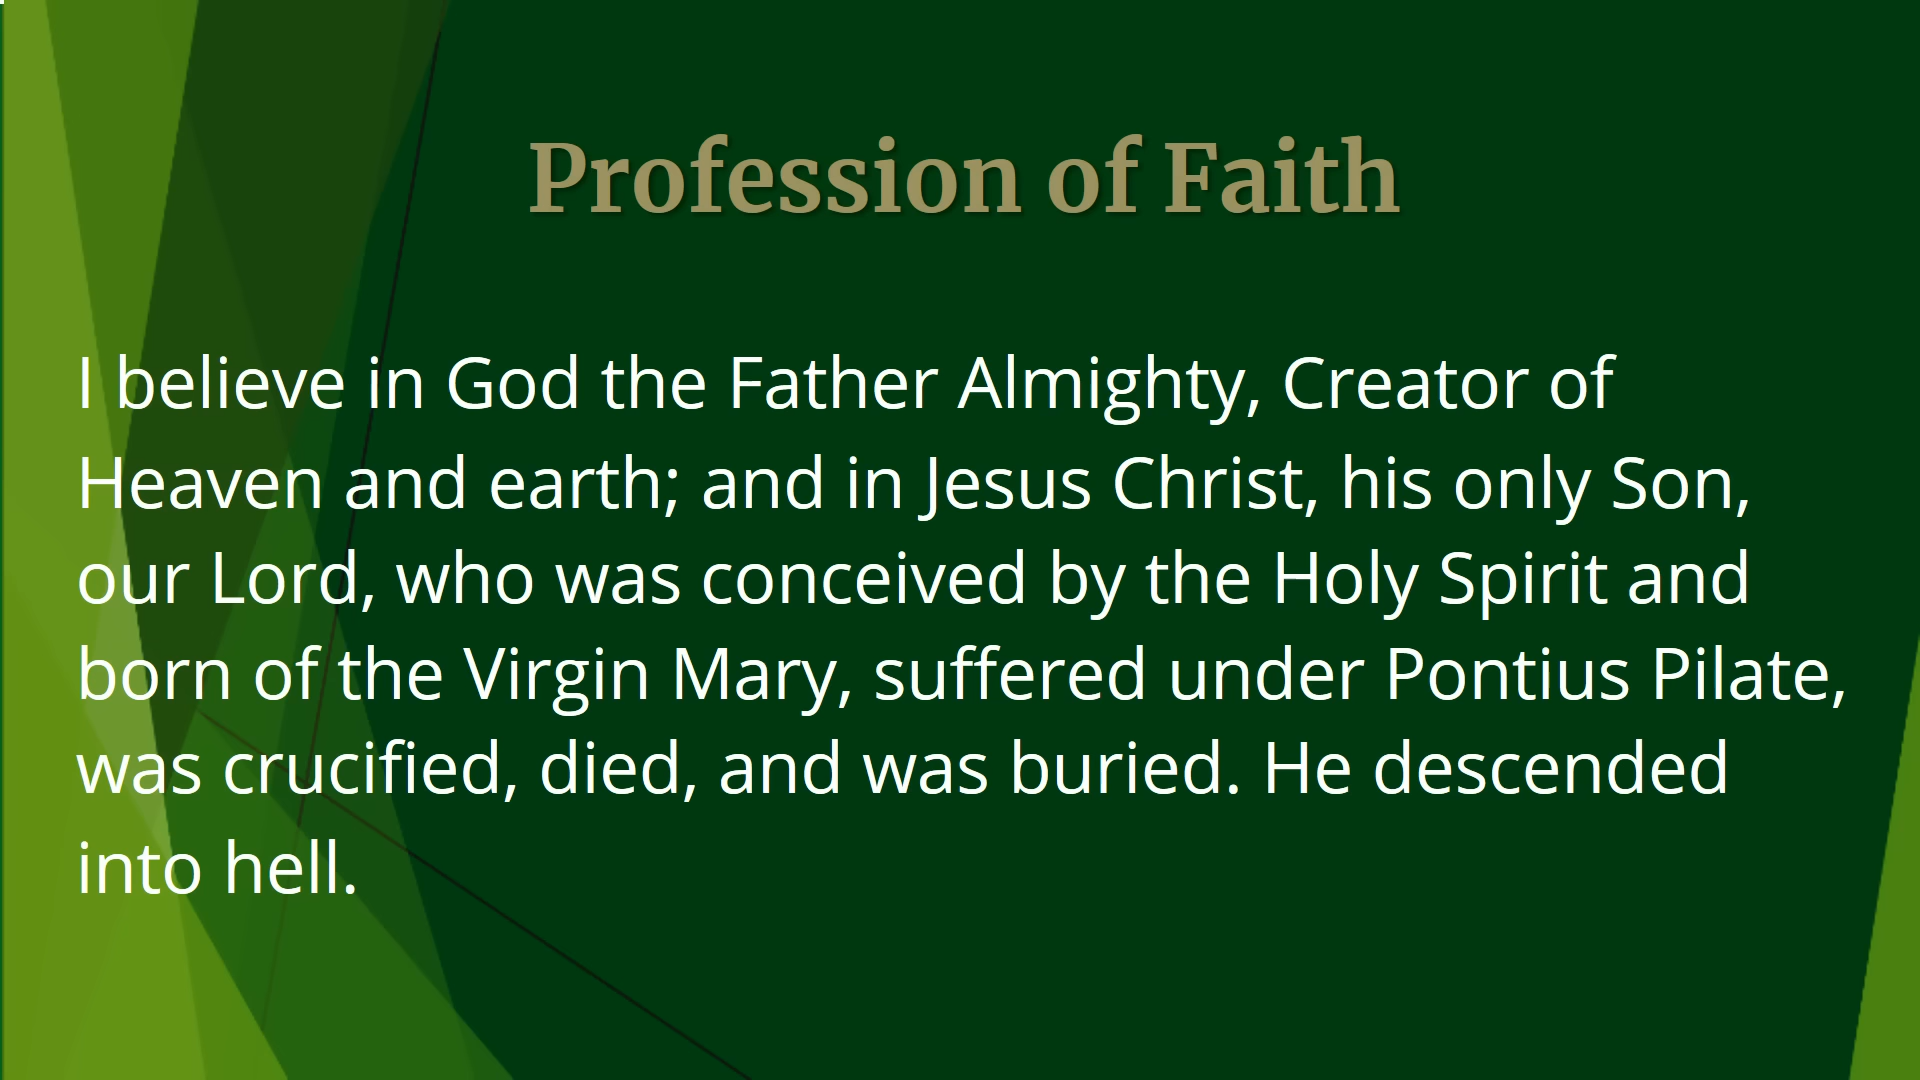 Profession of Faith
I believe in God the Father Almighty, Creator of
Heaven and earth; and in Jesus Christ, his only Son,
our Lord, who was conceived by the Holy Spirit and
born of the Virgin Mary, suffered under Pontius Pilate,
was crucified, died, and was buried. He descended
into hell.